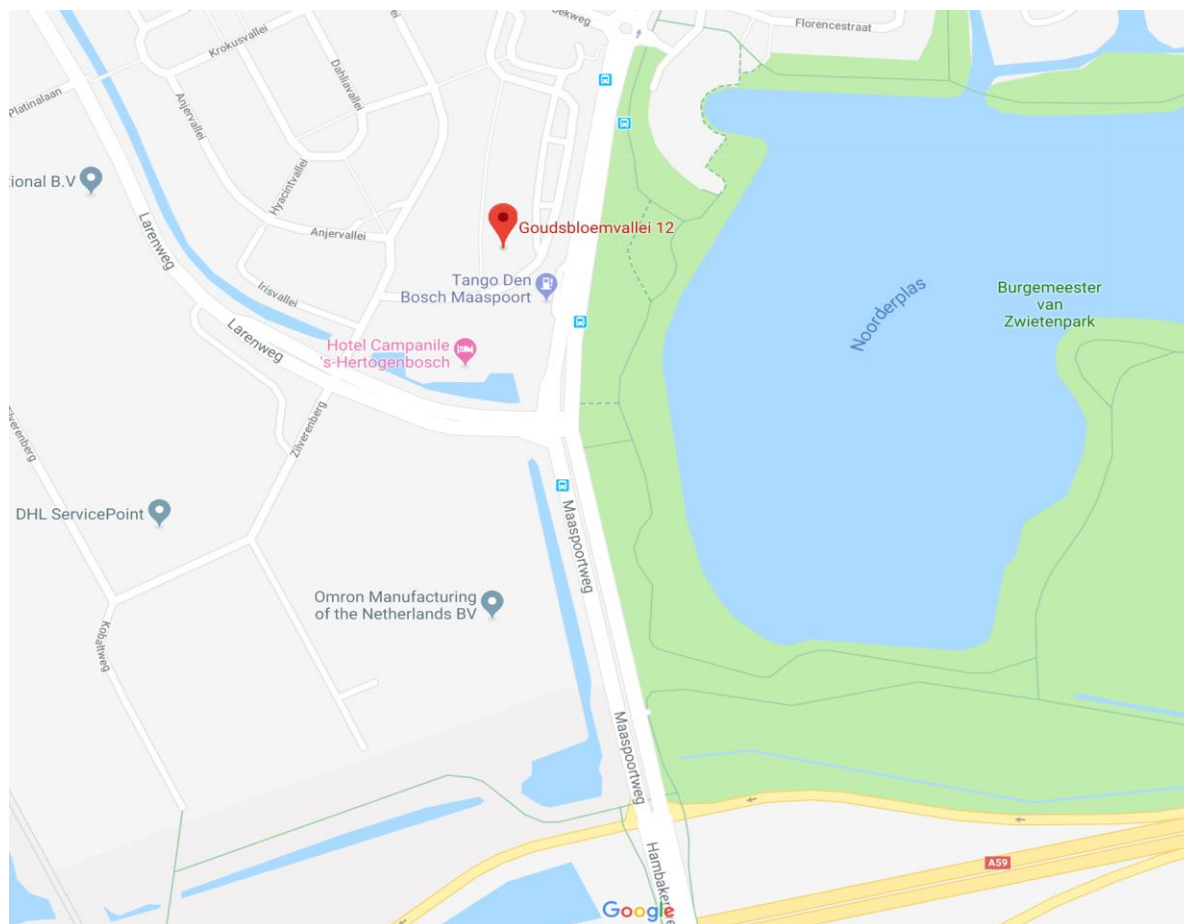 Florencestraat
Krokusvallei
Dahliavallei
Platinalaan
Anjervallei
Hyacintvallei
B.V
Larenweg
Goudsbloemvallei 12
Anjervallei
Tango Den
Bosch Maaspoort
Irisvallei
Noorderplas
Burgemeester
van
Zwietenpark
Larenweg
Hotel Campanile
's-Hertogenbosch
Zilverenberg
DHL ServicePoint
Maaspoortweg
Omron Manufacturing
of the Netherlands BV
Kobaltweg
Maaspoortweg
A59
Google